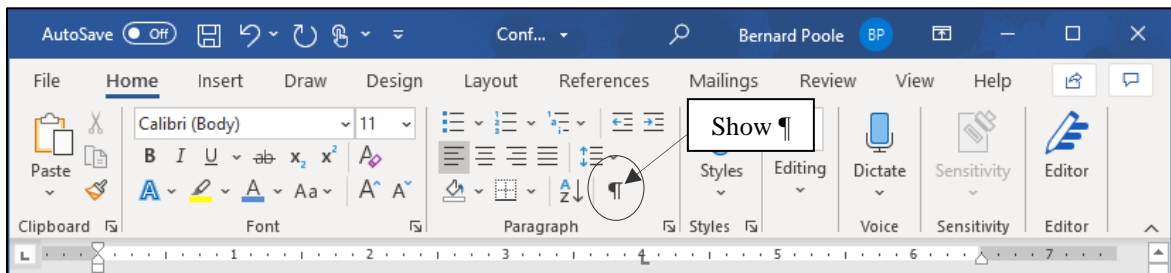 AutoSave Off Conf... Bernard Poole BP
File Home Insert Draw Design Layout References Mailings Review View Help
Calibri (Body) 11 Show ¶
B I U ab x₂ x² A
Paste Styles Editing Dictate Sensitivity Editor
A A Aa A^ Aˇ A Z ¶
Clipboard Font Paragraph Styles Voice Sensitivity Editor
L 1 2 3 4 5 6 7